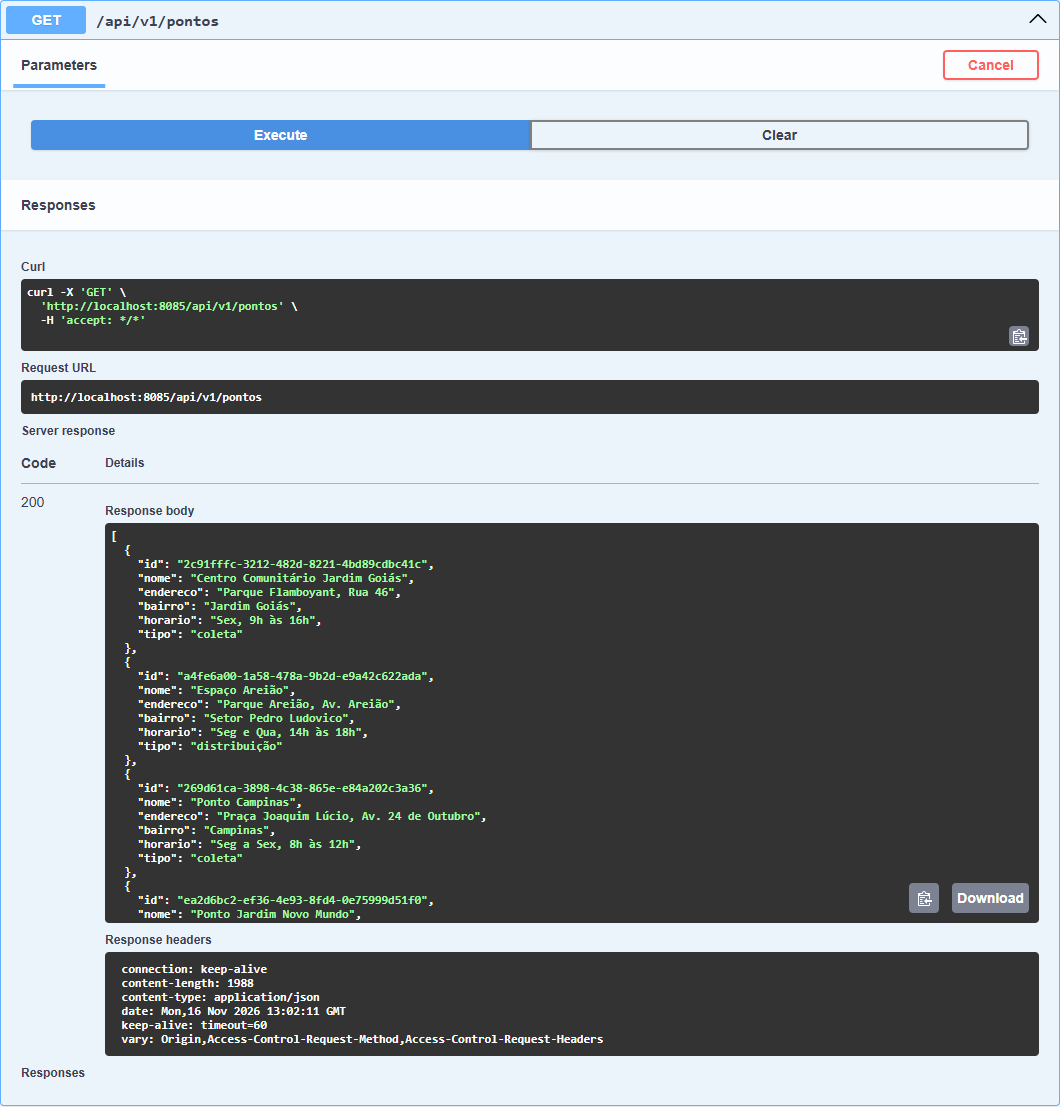 GET /api/v1/pontos
Parameters
Cancel
Execute
Clear
Responses
Curl
curl -X 'GET' \
  'http://localhost:8085/api/v1/pontos' \
  -H 'accept: */*'
Request URL
http://localhost:8085/api/v1/pontos
Server response
Code Details
200
Response body
[
  {
    "id": "2c91fffc-3212-482d-8221-4bd89cdbc41c",
    "nome": "Centro Comunitário Jardim Goiás",
    "endereco": "Parque Flamboyant, Rua 46",
    "bairro": "Jardim Goiás",
    "horario": "Sex, 9h às 16h",
    "tipo": "coleta"
  },
  {
    "id": "a4fe6a00-1a58-478a-9b2d-e9a42c622ada",
    "nome": "Espaço Areião",
    "endereco": "Parque Areião, Av. Areião",
    "bairro": "Setor Pedro Ludovico",
    "horario": "Seg e Qua, 14h às 18h",
    "tipo": "distribuição"
  },
  {
    "id": "269d61ca-3898-4c38-865e-e84a202c3a36",
    "nome": "Ponto Campinas",
    "endereco": "Praça Joaquim Lúcio, Av. 24 de Outubro",
    "bairro": "Campinas",
    "horario": "Seg a Sex, 8h às 12h",
    "tipo": "coleta"
  },
  {
    "id": "ea2d6bc2-ef36-4e93-8fd4-0e75999d51f0",
    "nome": "Ponto Jardim Novo Mundo",
Download
Response headers
connection: keep-alive
content-length: 1988
content-type: application/json
date: Mon,16 Nov 2026 13:02:11 GMT
keep-alive: timeout=60
vary: Origin,Access-Control-Request-Method,Access-Control-Request-Headers
Responses